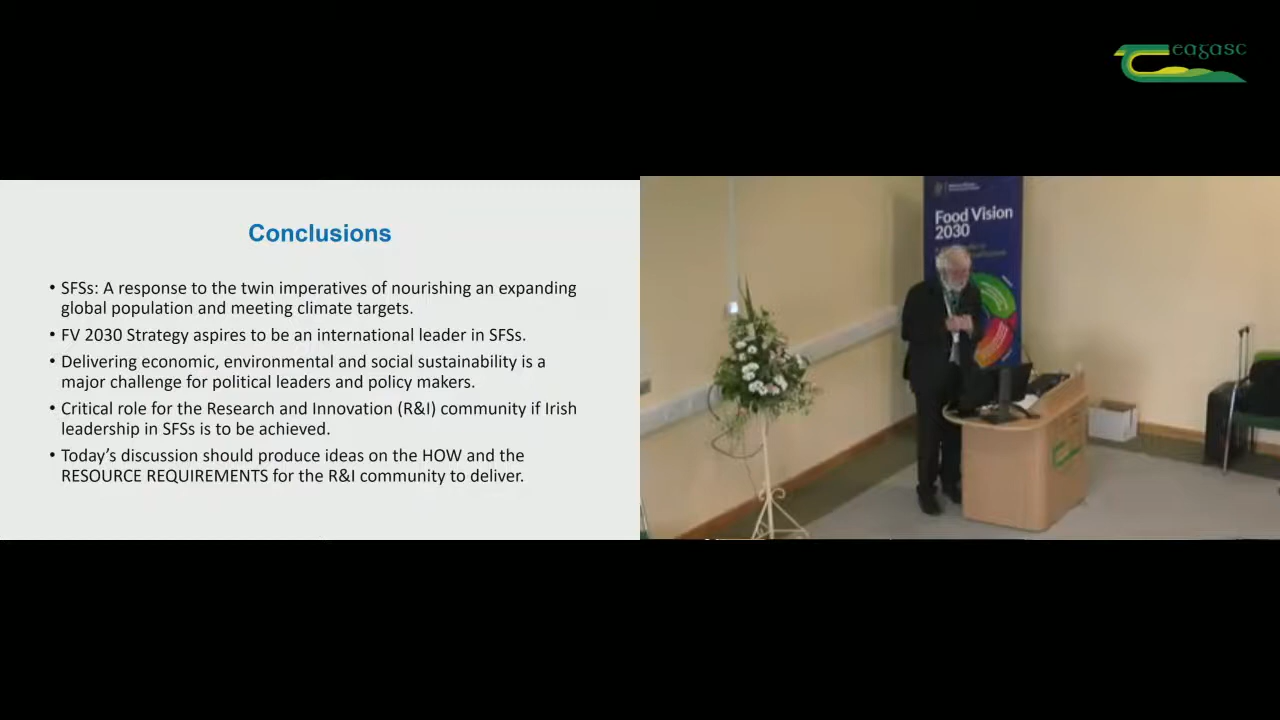 eagasc
Conclusions
• SFSs: A response to the twin imperatives of nourishing an expanding
global population and meeting climate targets.
• FV 2030 Strategy aspires to be an international leader in SFSs.
• Delivering economic, environmental and social sustainability is a
major challenge for political leaders and policy makers.
• Critical role for the Research and Innovation (R&I) community if Irish
leadership in SFSs is to be achieved.
• Today’s discussion should produce ideas on the HOW and the
RESOURCE REQUIREMENTS for the R&I community to deliver.
Food Vision
2030